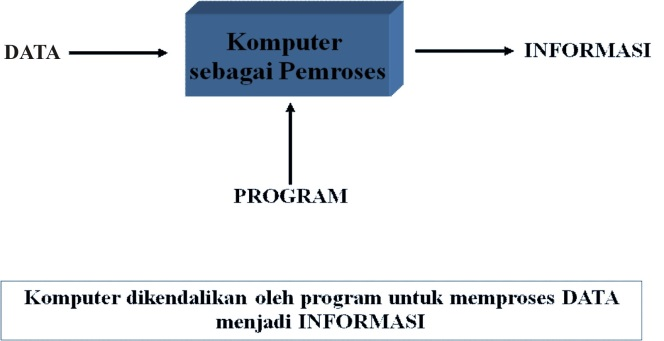 DATA
Komputer
sebagai Pemroses
INFORMASI
PROGRAM
Komputer dikendalikan oleh program untuk memproses DATA
menjadi INFORMASI